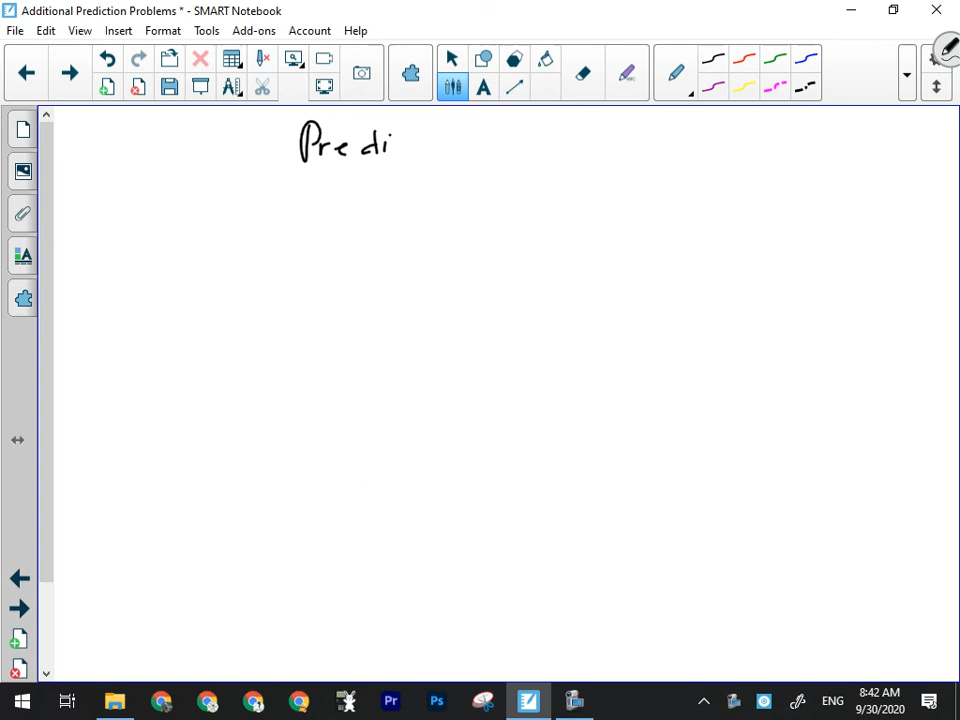 Additional Prediction Problems * - SMART Notebook
File Edit View Insert Format Tools Add-ons Account Help
Predi
8:42 AM
ENG
9/30/2020